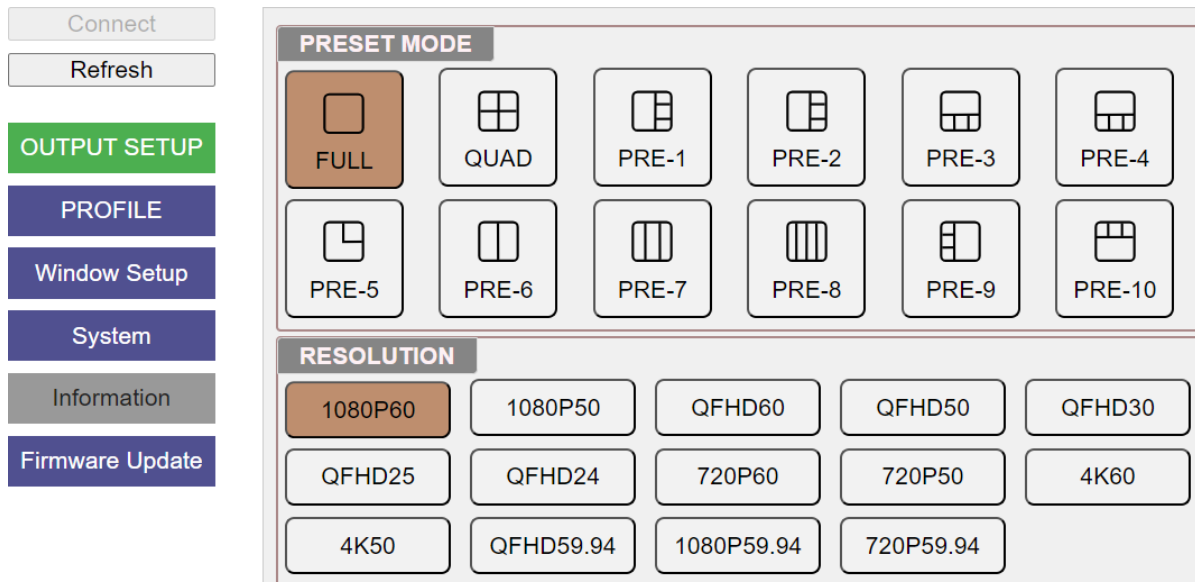 Connect
Refresh
OUTPUT SETUP
PROFILE
Window Setup
System
Information
Firmware Update
PRESET MODE
FULL QUAD PRE-1 PRE-2 PRE-3 PRE-4
PRE-5 PRE-6 PRE-7 PRE-8 PRE-9 PRE-10
RESOLUTION
1080P60 1080P50 QFHD60 QFHD50 QFHD30
QFHD25 QFHD24 720P60 720P50 4K60
4K50 QFHD59.94 1080P59.94 720P59.94